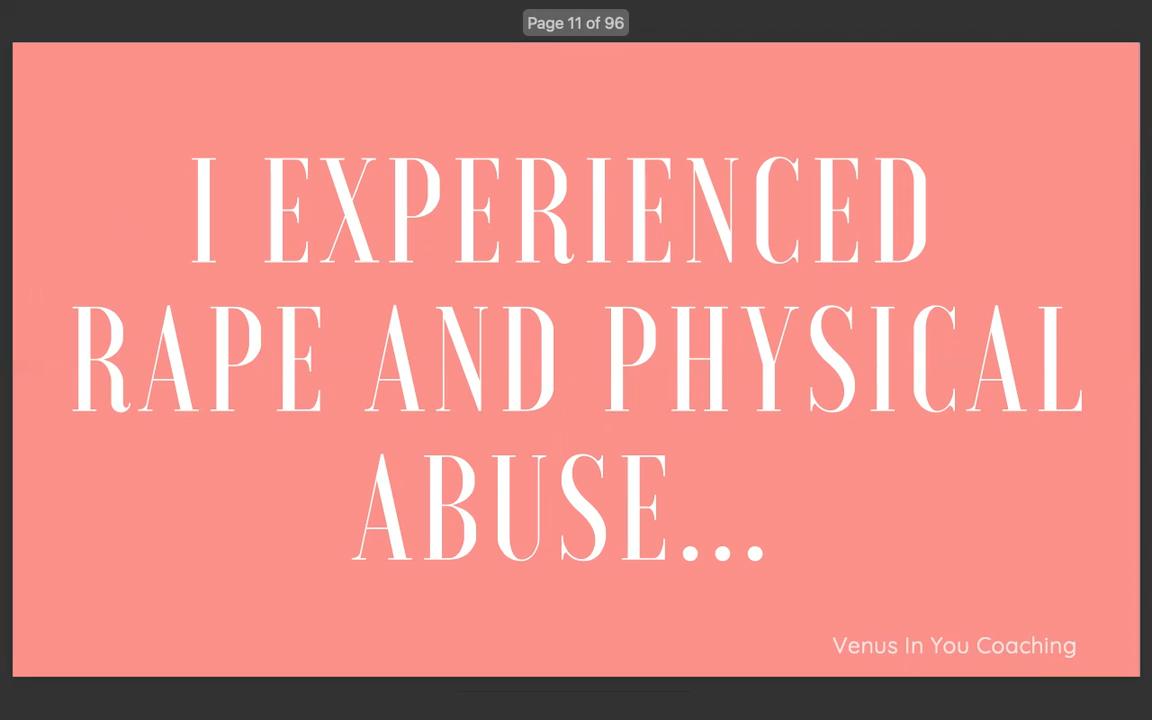 Page 11 of 96
I EXPERIENCED
RAPE AND PHYSICAL
ABUSE...
Venus In You Coaching